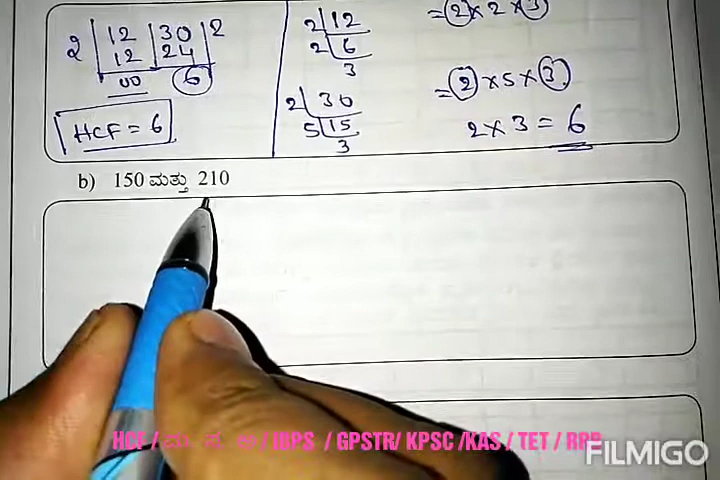 2 | 12 | 30 | 2
12 | 24
00 6
HCF = 6
2 | 12
2 | 6
3
= 2 × 2 × 3
2 | 30
5 | 15
3
= 2 × 5 × 3
2 × 3 = 6
b) 150 ಮತ್ತು 210
HCF / ಮ. ಸ. ಅ / IBPS / GPSTR/ KPSC /KAS / TET / RRB
FILMIGO